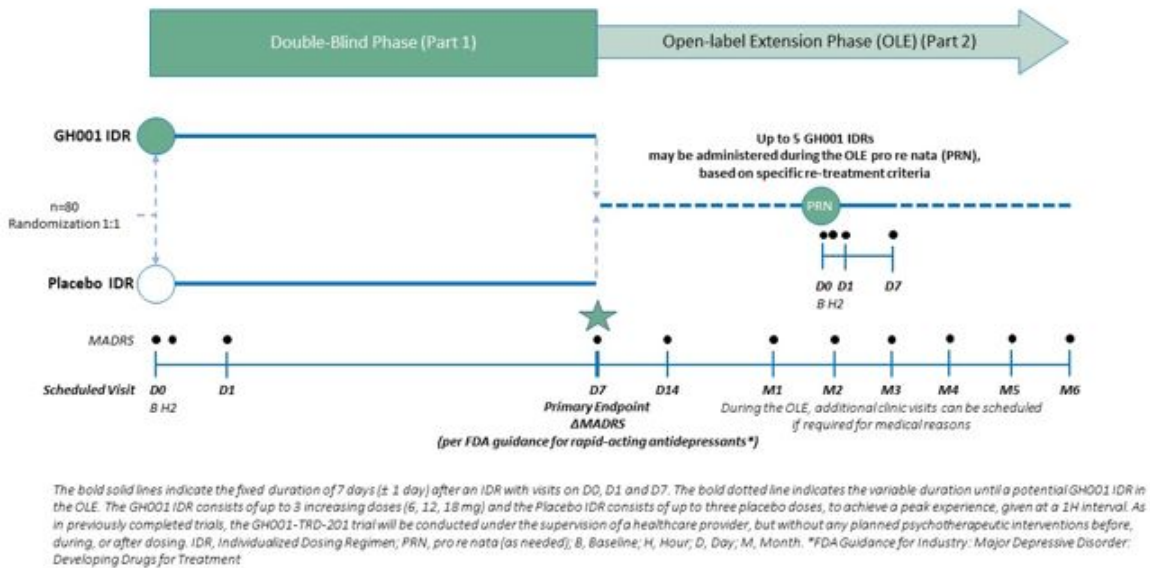 Double-Blind Phase (Part 1)
Open-label Extension Phase (OLE) (Part 2)
GH001 IDR
Up to 5 GH001 IDRs
may be administered during the OLE pro re nata (PRN),
based on specific re-treatment criteria
n=80
Randomization 1:1
PRN
Placebo IDR
D0 D1 D7
B H2
MADRS
Scheduled Visit D0 D1 D7 D14 M1 M2 M3 M4 M5 M6
B H2
Primary Endpoint
ΔMADRS
(per FDA guidance for rapid-acting antidepressants*)
During the OLE, additional clinic visits can be scheduled
if required for medical reasons
The bold solid lines indicate the fixed duration of 7 days (± 1 day) after an IDR with visits on D0, D1 and D7. The bold dotted line indicates the variable duration until a potential GH001 IDR in
the OLE. The GH001 IDR consists of up to 3 increasing doses (6, 12, 18 mg) and the Placebo IDR consists of up to three placebo doses, to achieve a peak experience, given at a 1H interval. As
in previously completed trials, the GH001-TRD-201 trial will be conducted under the supervision of a healthcare provider, but without any planned psychotherapeutic interventions before,
during, or after dosing. IDR, Individualized Dosing Regimen; PRN, pro re nata (as needed); B, Baseline; H, Hour; D, Day; M, Month. *FDA Guidance for Industry: Major Depressive Disorder:
Developing Drugs for Treatment